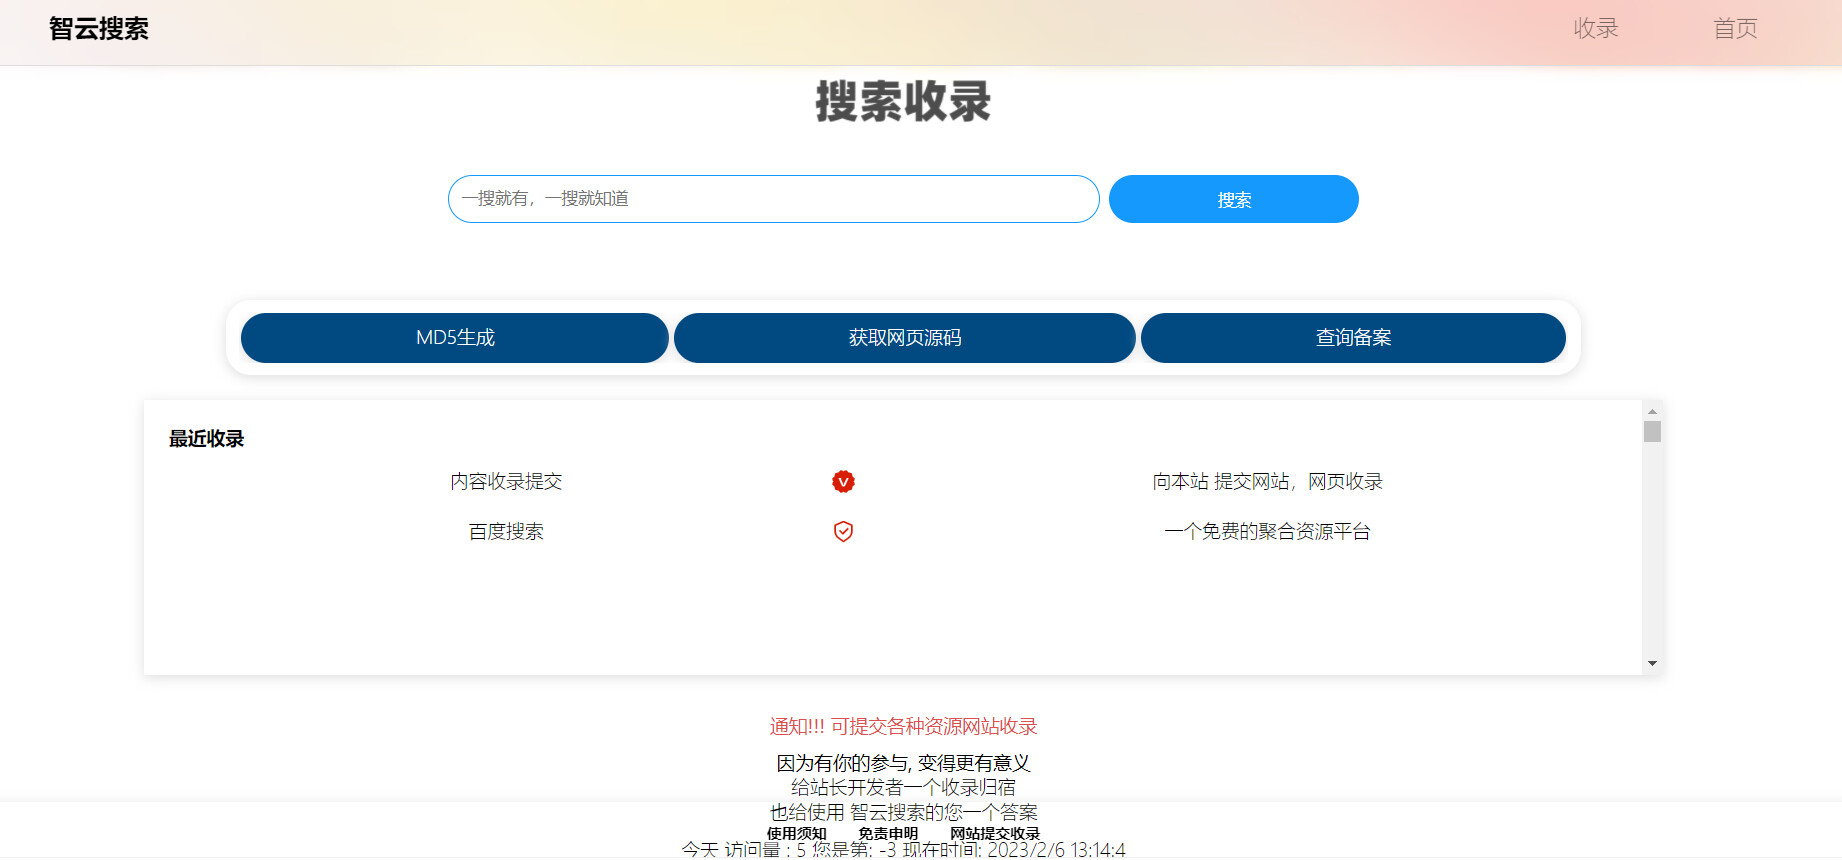 智云搜索 收录 首页
搜索收录
一搜就有，一搜就知道 搜索
MD5生成 获取网页源码 查询备案
最近收录
内容收录提交 向本站 提交网站，网页收录
百度搜索 一个免费的聚合资源平台
通知!!! 可提交各种资源网站收录
因为有你的参与, 变得更有意义
给站长开发者一个收录归宿
也给使用 智云搜索的您一个答案
使用须知 免责申明 网站提交收录
今天 访问量 : 5 您是第: -3 现在时间: 2023/2/6 13:14:4